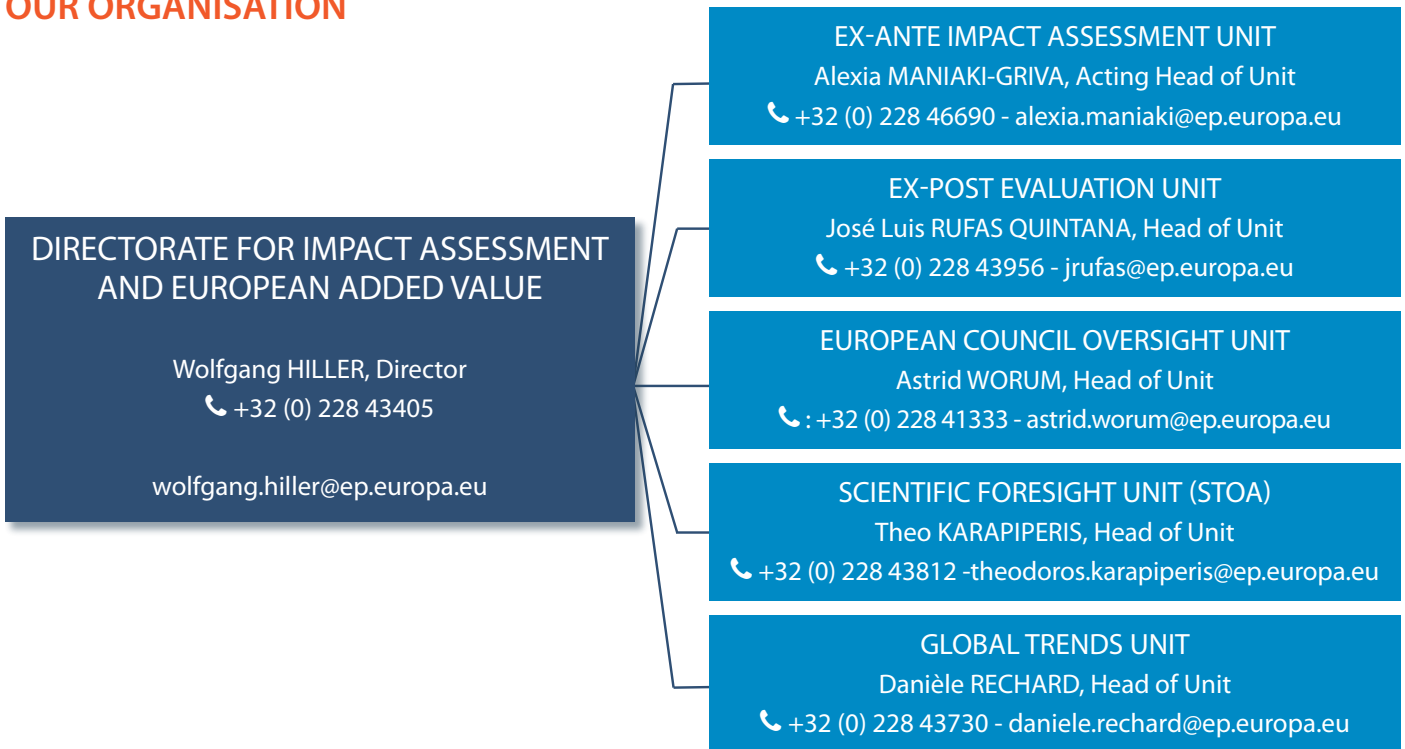 OUR ORGANISATION
DIRECTORATE FOR IMPACT ASSESSMENT
AND EUROPEAN ADDED VALUE
Wolfgang HILLER, Director
+32 (0) 228 43405
wolfgang.hiller@ep.europa.eu
EX-ANTE IMPACT ASSESSMENT UNIT
Alexia MANIAKI-GRIVA, Acting Head of Unit
+32 (0) 228 46690 - alexia.maniaki@ep.europa.eu
EX-POST EVALUATION UNIT
José Luis RUFAS QUINTANA, Head of Unit
+32 (0) 228 43956 - jrufas@ep.europa.eu
EUROPEAN COUNCIL OVERSIGHT UNIT
Astrid WORUM, Head of Unit
: +32 (0) 228 41333 - astrid.worum@ep.europa.eu
SCIENTIFIC FORESIGHT UNIT (STOA)
Theo KARAPIPERIS, Head of Unit
+32 (0) 228 43812 -theodoros.karapiperis@ep.europa.eu
GLOBAL TRENDS UNIT
Danièle RECHARD, Head of Unit
+32 (0) 228 43730 - daniele.rechard@ep.europa.eu